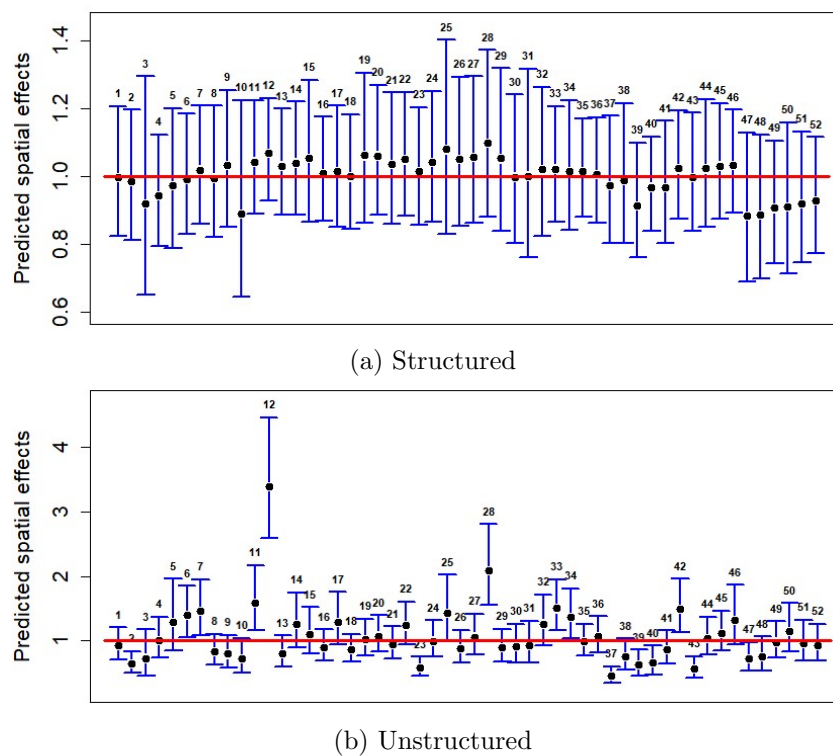 Predicted spatial effects
1.4
1.2
1.0
0.8
0.6
1 2 3 4 5 6 7 8 9 10 11 12 13 14 15 16 17 18 19 20 21 22 23 24 25 26 27 28 29 30 31 32 33 34 35 36 37 38 39 40 41 42 43 44 45 46 47 48 49 50 51 52
(a) Structured
Predicted spatial effects
4
3
2
1
1 2 3 4 5 6 7 8 9 10 11 12 13 14 15 16 17 18 19 20 21 22 23 24 25 26 27 28 29 30 31 32 33 34 35 36 37 38 39 40 41 42 43 44 45 46 47 48 49 50 51 52
(b) Unstructured